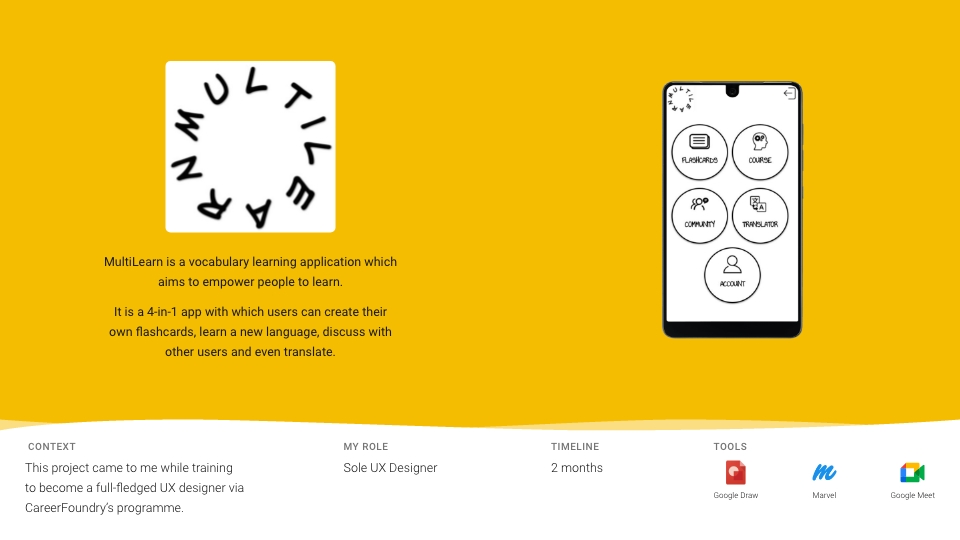 MULTILEARN
MultiLearn is a vocabulary learning application which
aims to empower people to learn.
It is a 4-in-1 app with which users can create their
own flashcards, learn a new language, discuss with
other users and even translate.
MULTILEARN
FLASHCARDS
COURSE
COMMUNITY
TRANSLATOR
ACCOUNT
CONTEXT
This project came to me while training
to become a full-fledged UX designer via
CareerFoundry's programme.
MY ROLE
Sole UX Designer
TIMELINE
2 months
TOOLS
Google Draw
Marvel
Google Meet